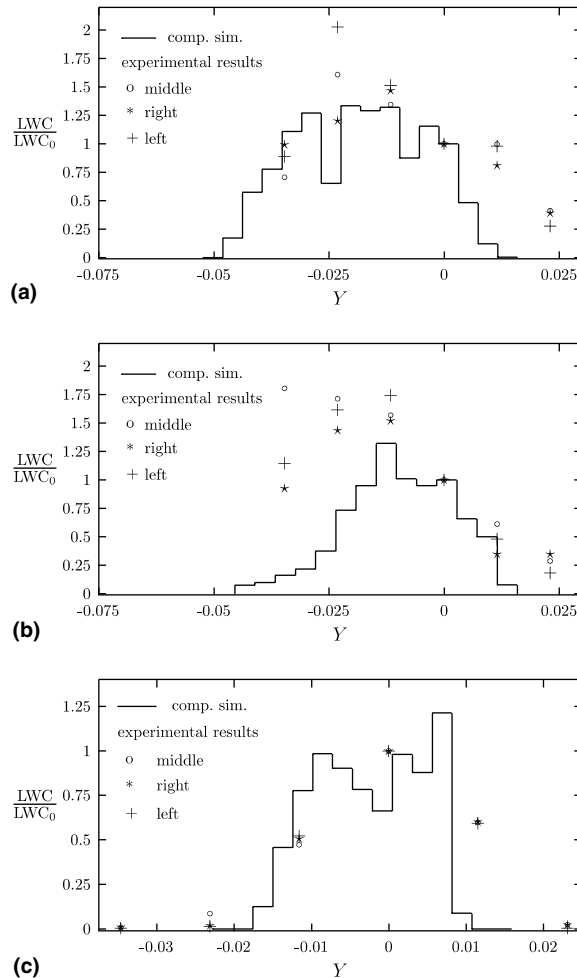 2
1.75
1.5
1.25
1
0.75
0.5
0.25
0
LWC
LWC0
comp. sim.
experimental results
middle
right
left
-0.075
-0.05
-0.025
0
0.025
(a)
Y
2
1.75
1.5
1.25
1
0.75
0.5
0.25
0
LWC
LWC0
comp. sim.
experimental results
middle
right
left
-0.075
-0.05
-0.025
0
0.025
(b)
Y
1.25
1
0.75
0.5
0.25
0
LWC
LWC0
comp. sim.
experimental results
middle
right
left
-0.03
-0.02
-0.01
0
0.01
0.02
(c)
Y